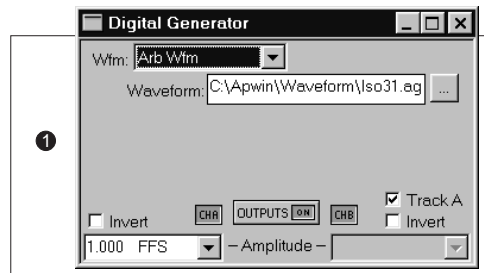 Digital Generator
Wfm: Arb Wfm
Waveform: C:\Apwin\Waveform\Iso31.ag ...
❶
Track A
Invert CHA OUTPUTS ON CHB Invert
1.000 FFS – Amplitude –